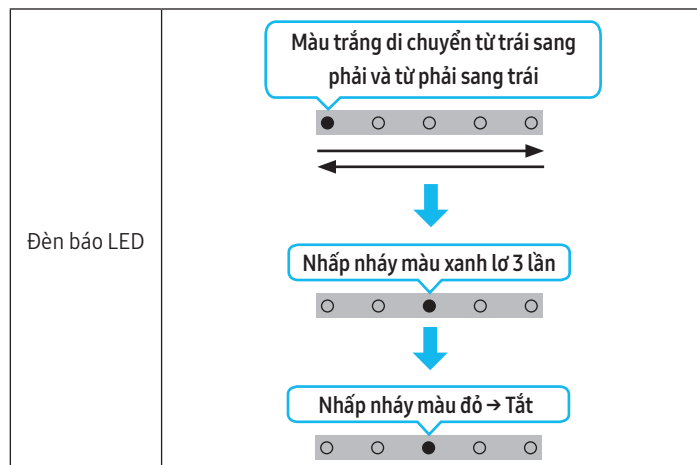 Màu trắng di chuyển từ trái sang
phải và từ phải sang trái
Đèn báo LED
Nhấp nháy màu xanh lơ 3 lần
Nhấp nháy màu đỏ → Tắt